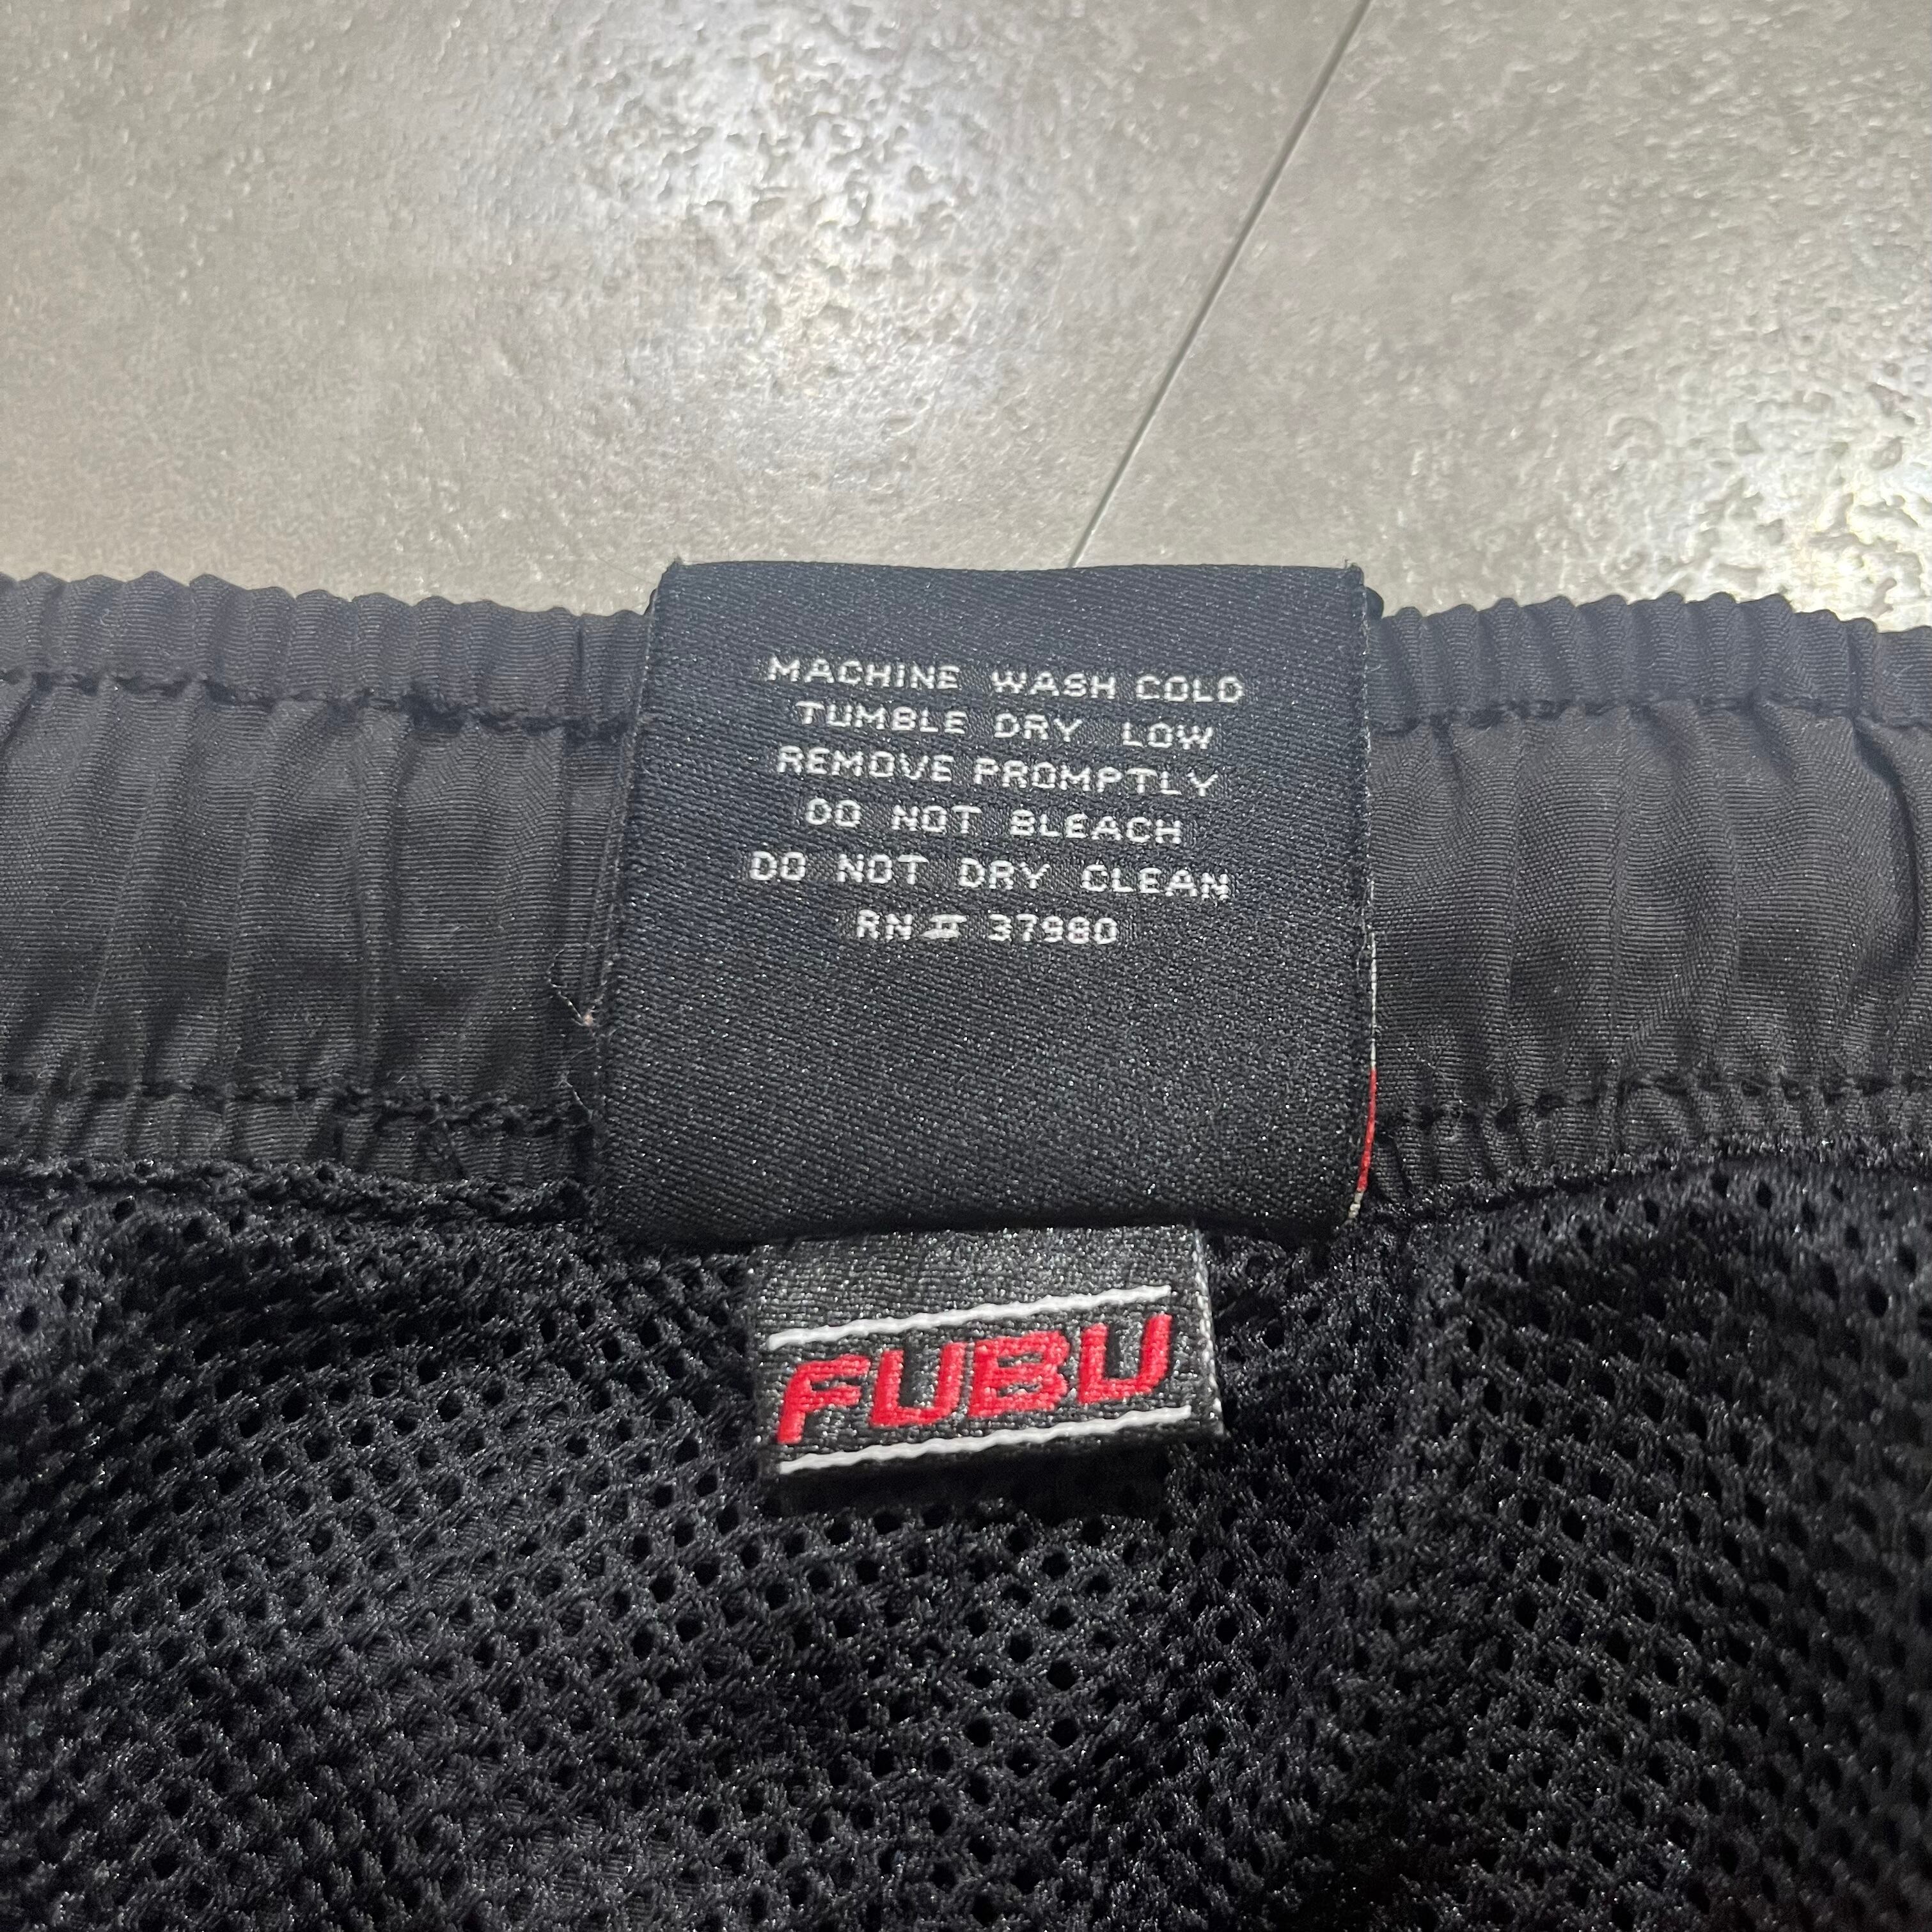 MACHINE WASH COLD
TUMBLE DRY LOW
REMOVE PROMPTLY
DO NOT BLEACH
DO NOT DRY CLEAN
RN# 37980
FUBU